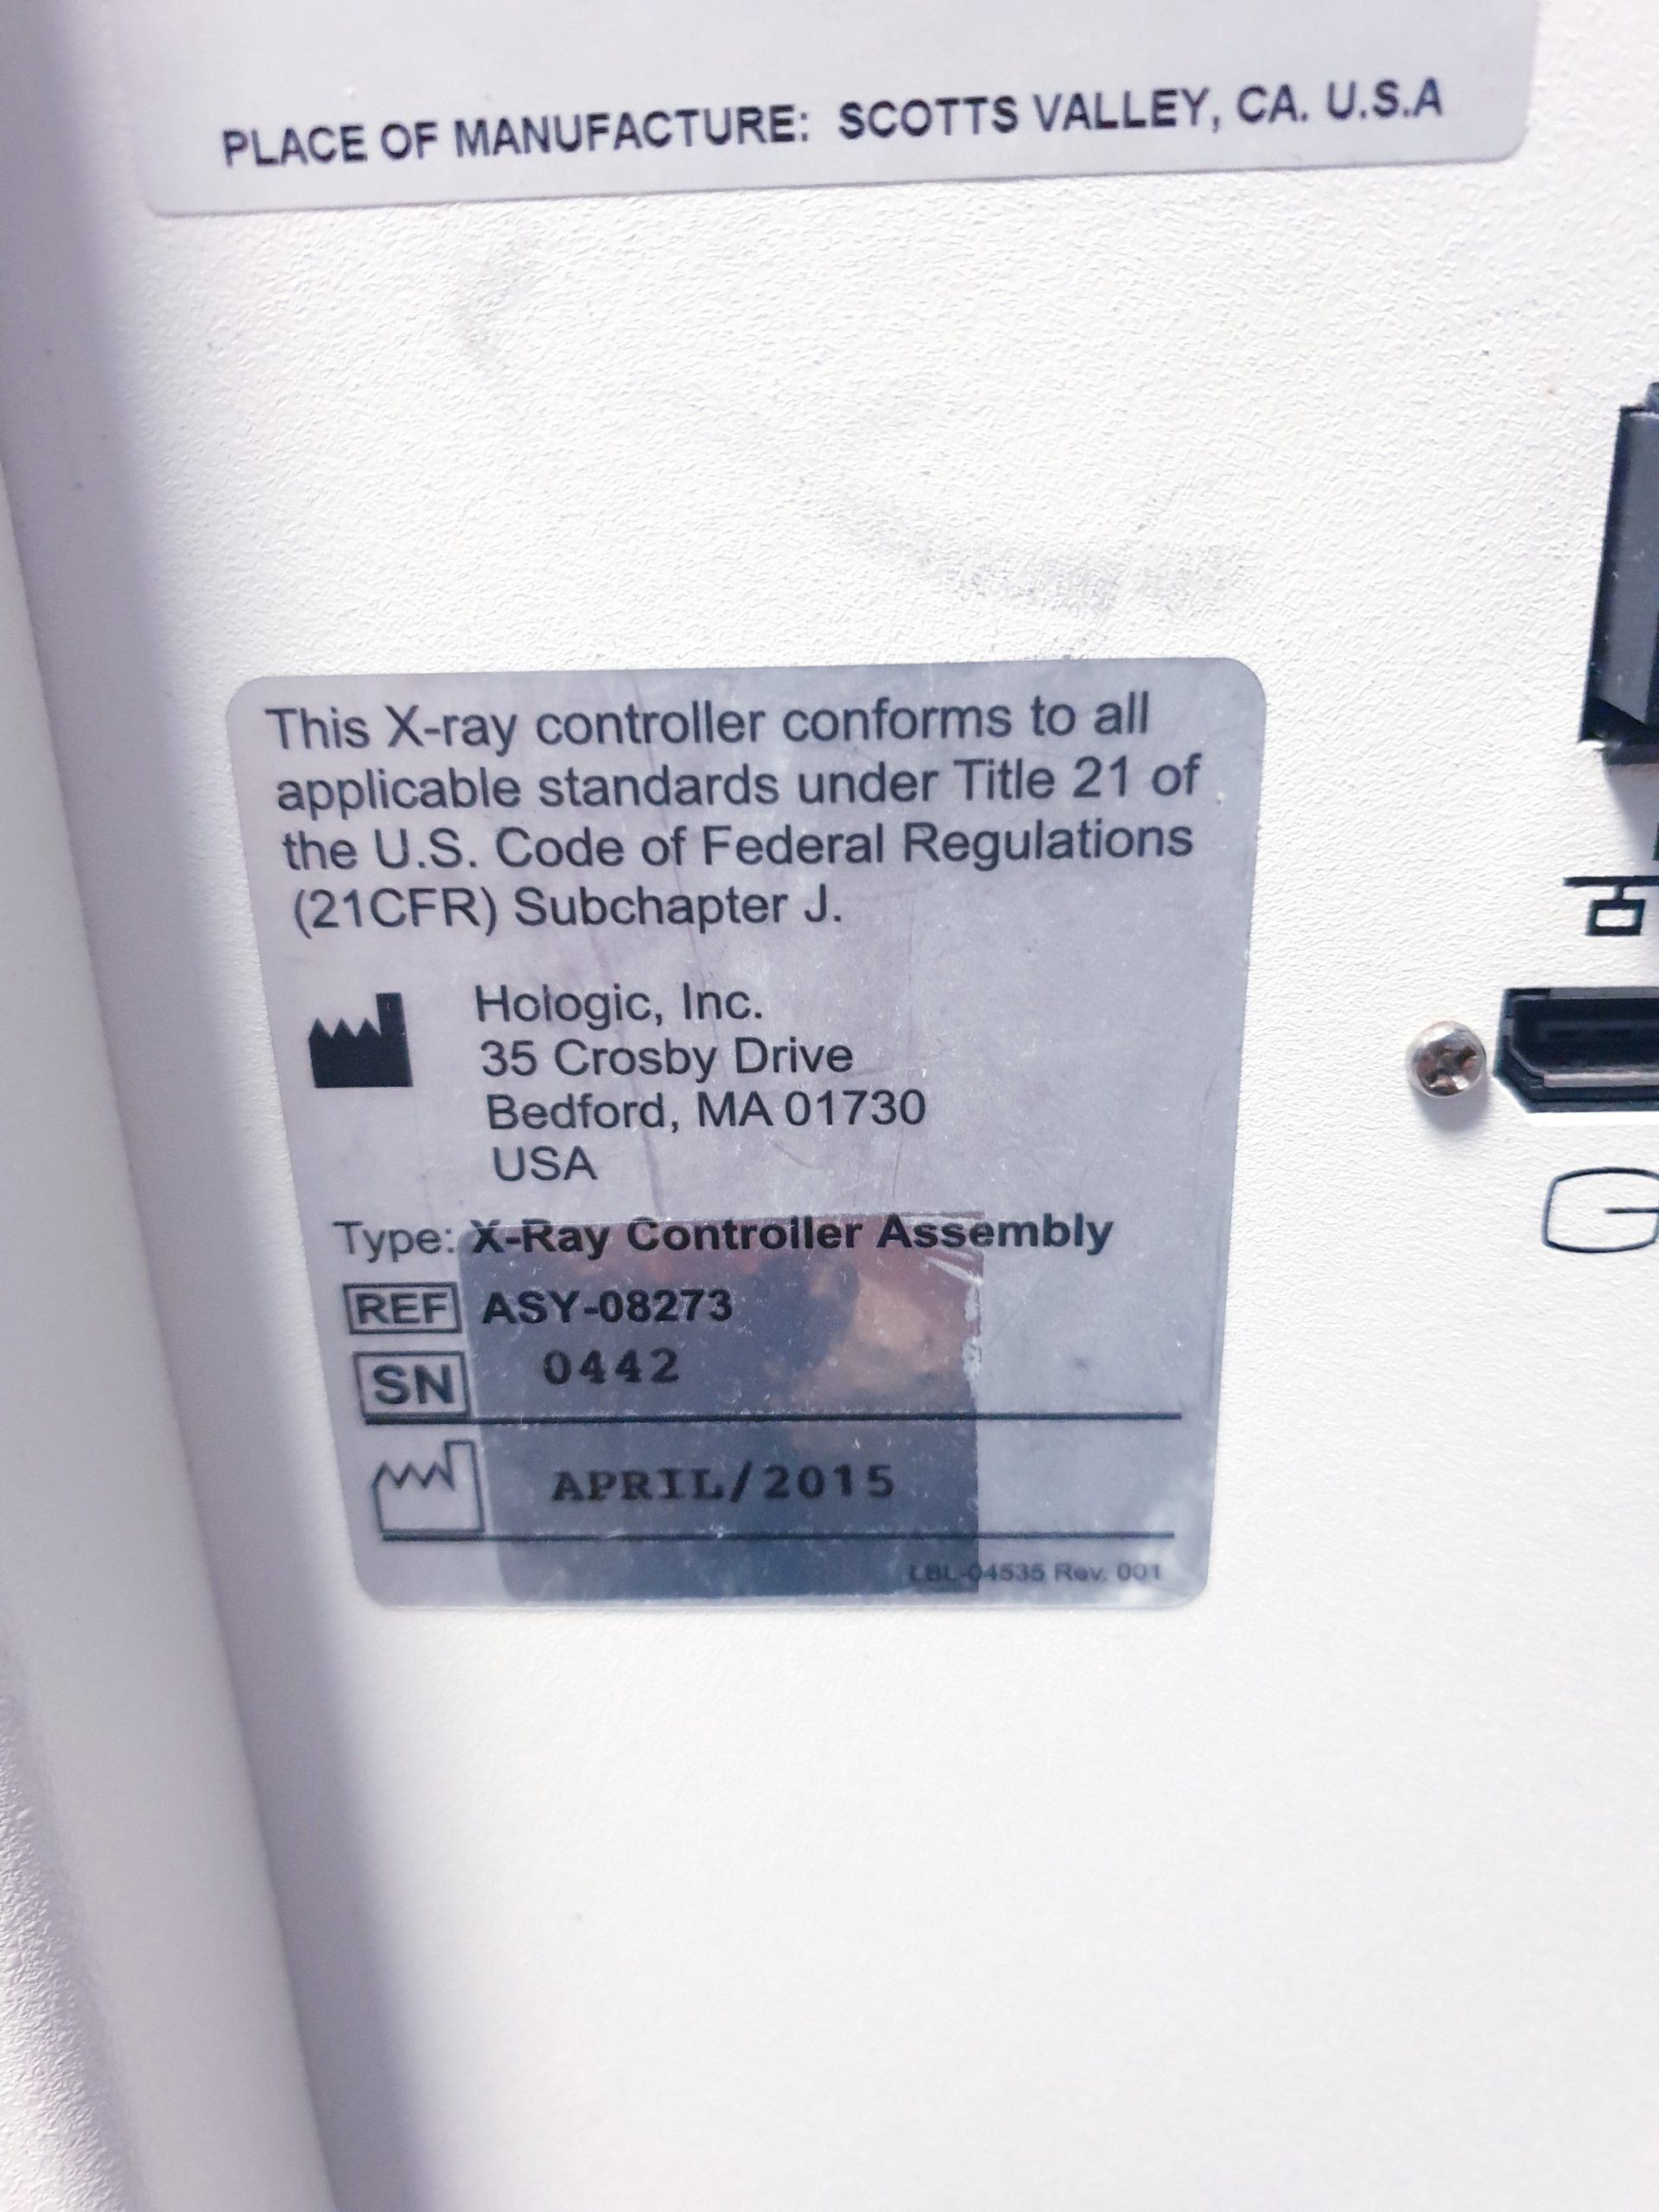 PLACE OF MANUFACTURE: SCOTTS VALLEY, CA. U.S.A
This X-ray controller conforms to all
applicable standards under Title 21 of
the U.S. Code of Federal Regulations
(21CFR) Subchapter J.
Hologic, Inc.
35 Crosby Drive
Bedford, MA 01730
USA
Type: X-Ray Controller Assembly
REF ASY-08273
SN 0442
APRIL/2015
LBL-04535 Rev. 001